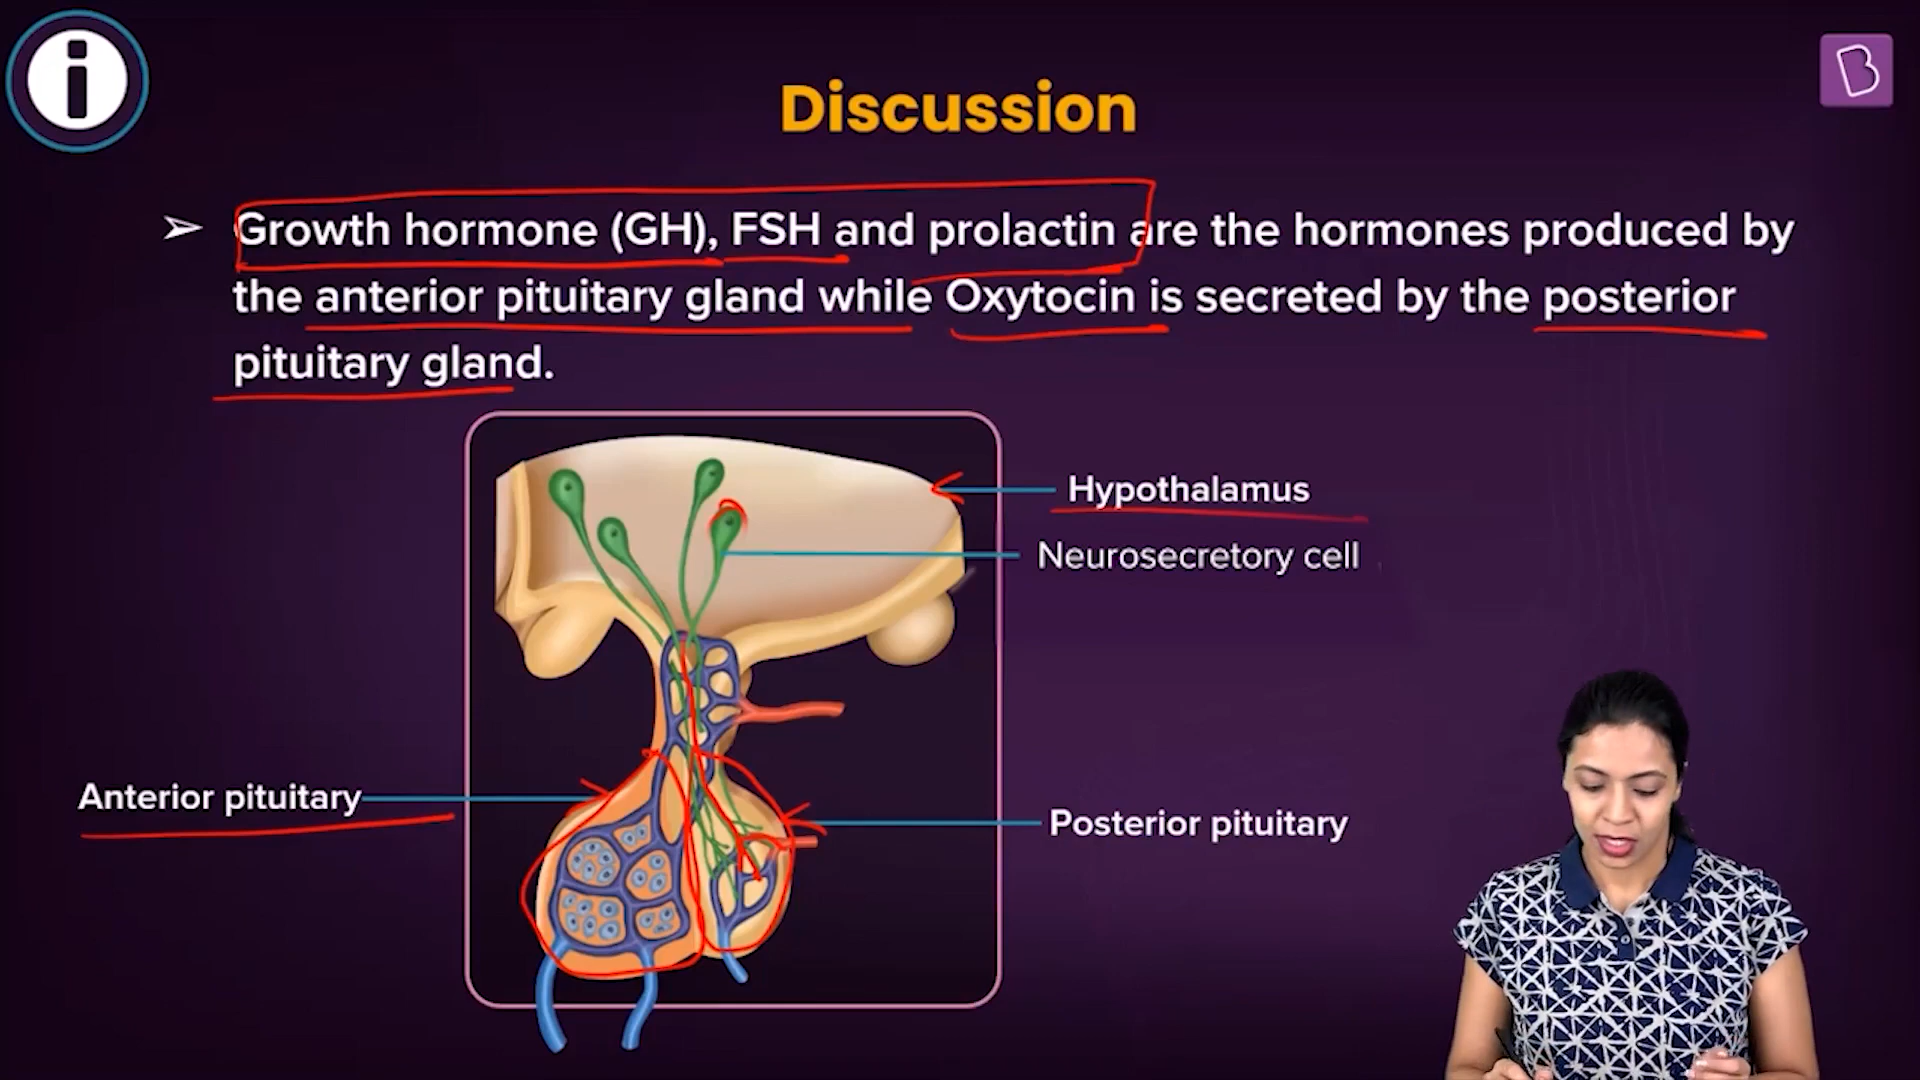 Discussion
➢ Growth hormone (GH), FSH and prolactin are the hormones produced by
the anterior pituitary gland while Oxytocin is secreted by the posterior
pituitary gland.
Hypothalamus
Neurosecretory cell
Anterior pituitary
Posterior pituitary